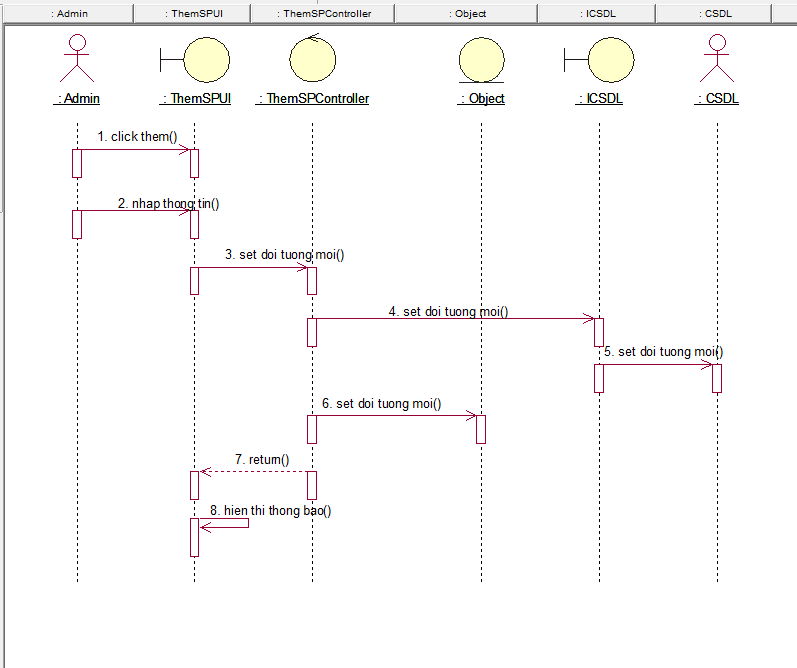 : Admin
: ThemSPUI
: ThemSPController
: Object
: ICSDL
: CSDL
: Admin
: ThemSPUI
: ThemSPController
: Object
: ICSDL
: CSDL
1. click them()
2. nhap thong tin()
3. set doi tuong moi()
4. set doi tuong moi()
5. set doi tuong moi()
6. set doi tuong moi()
7. return()
8. hien thi thong bao()